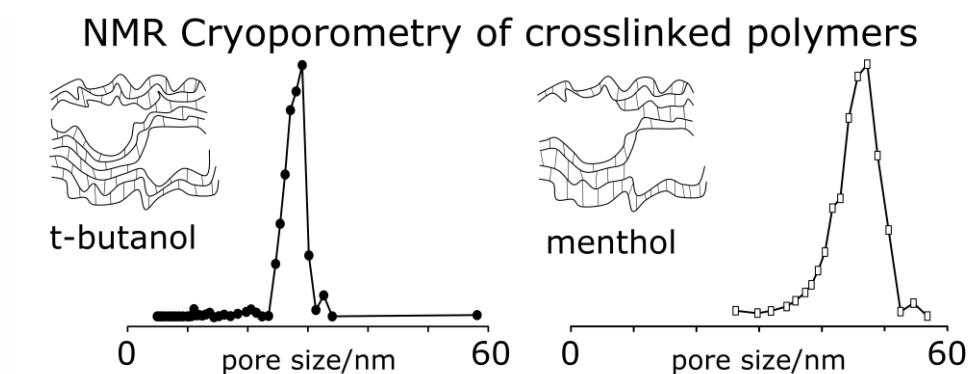 NMR Cryoporometry of crosslinked polymers
t-butanol
0
pore size/nm
60
menthol
0
pore size/nm
60